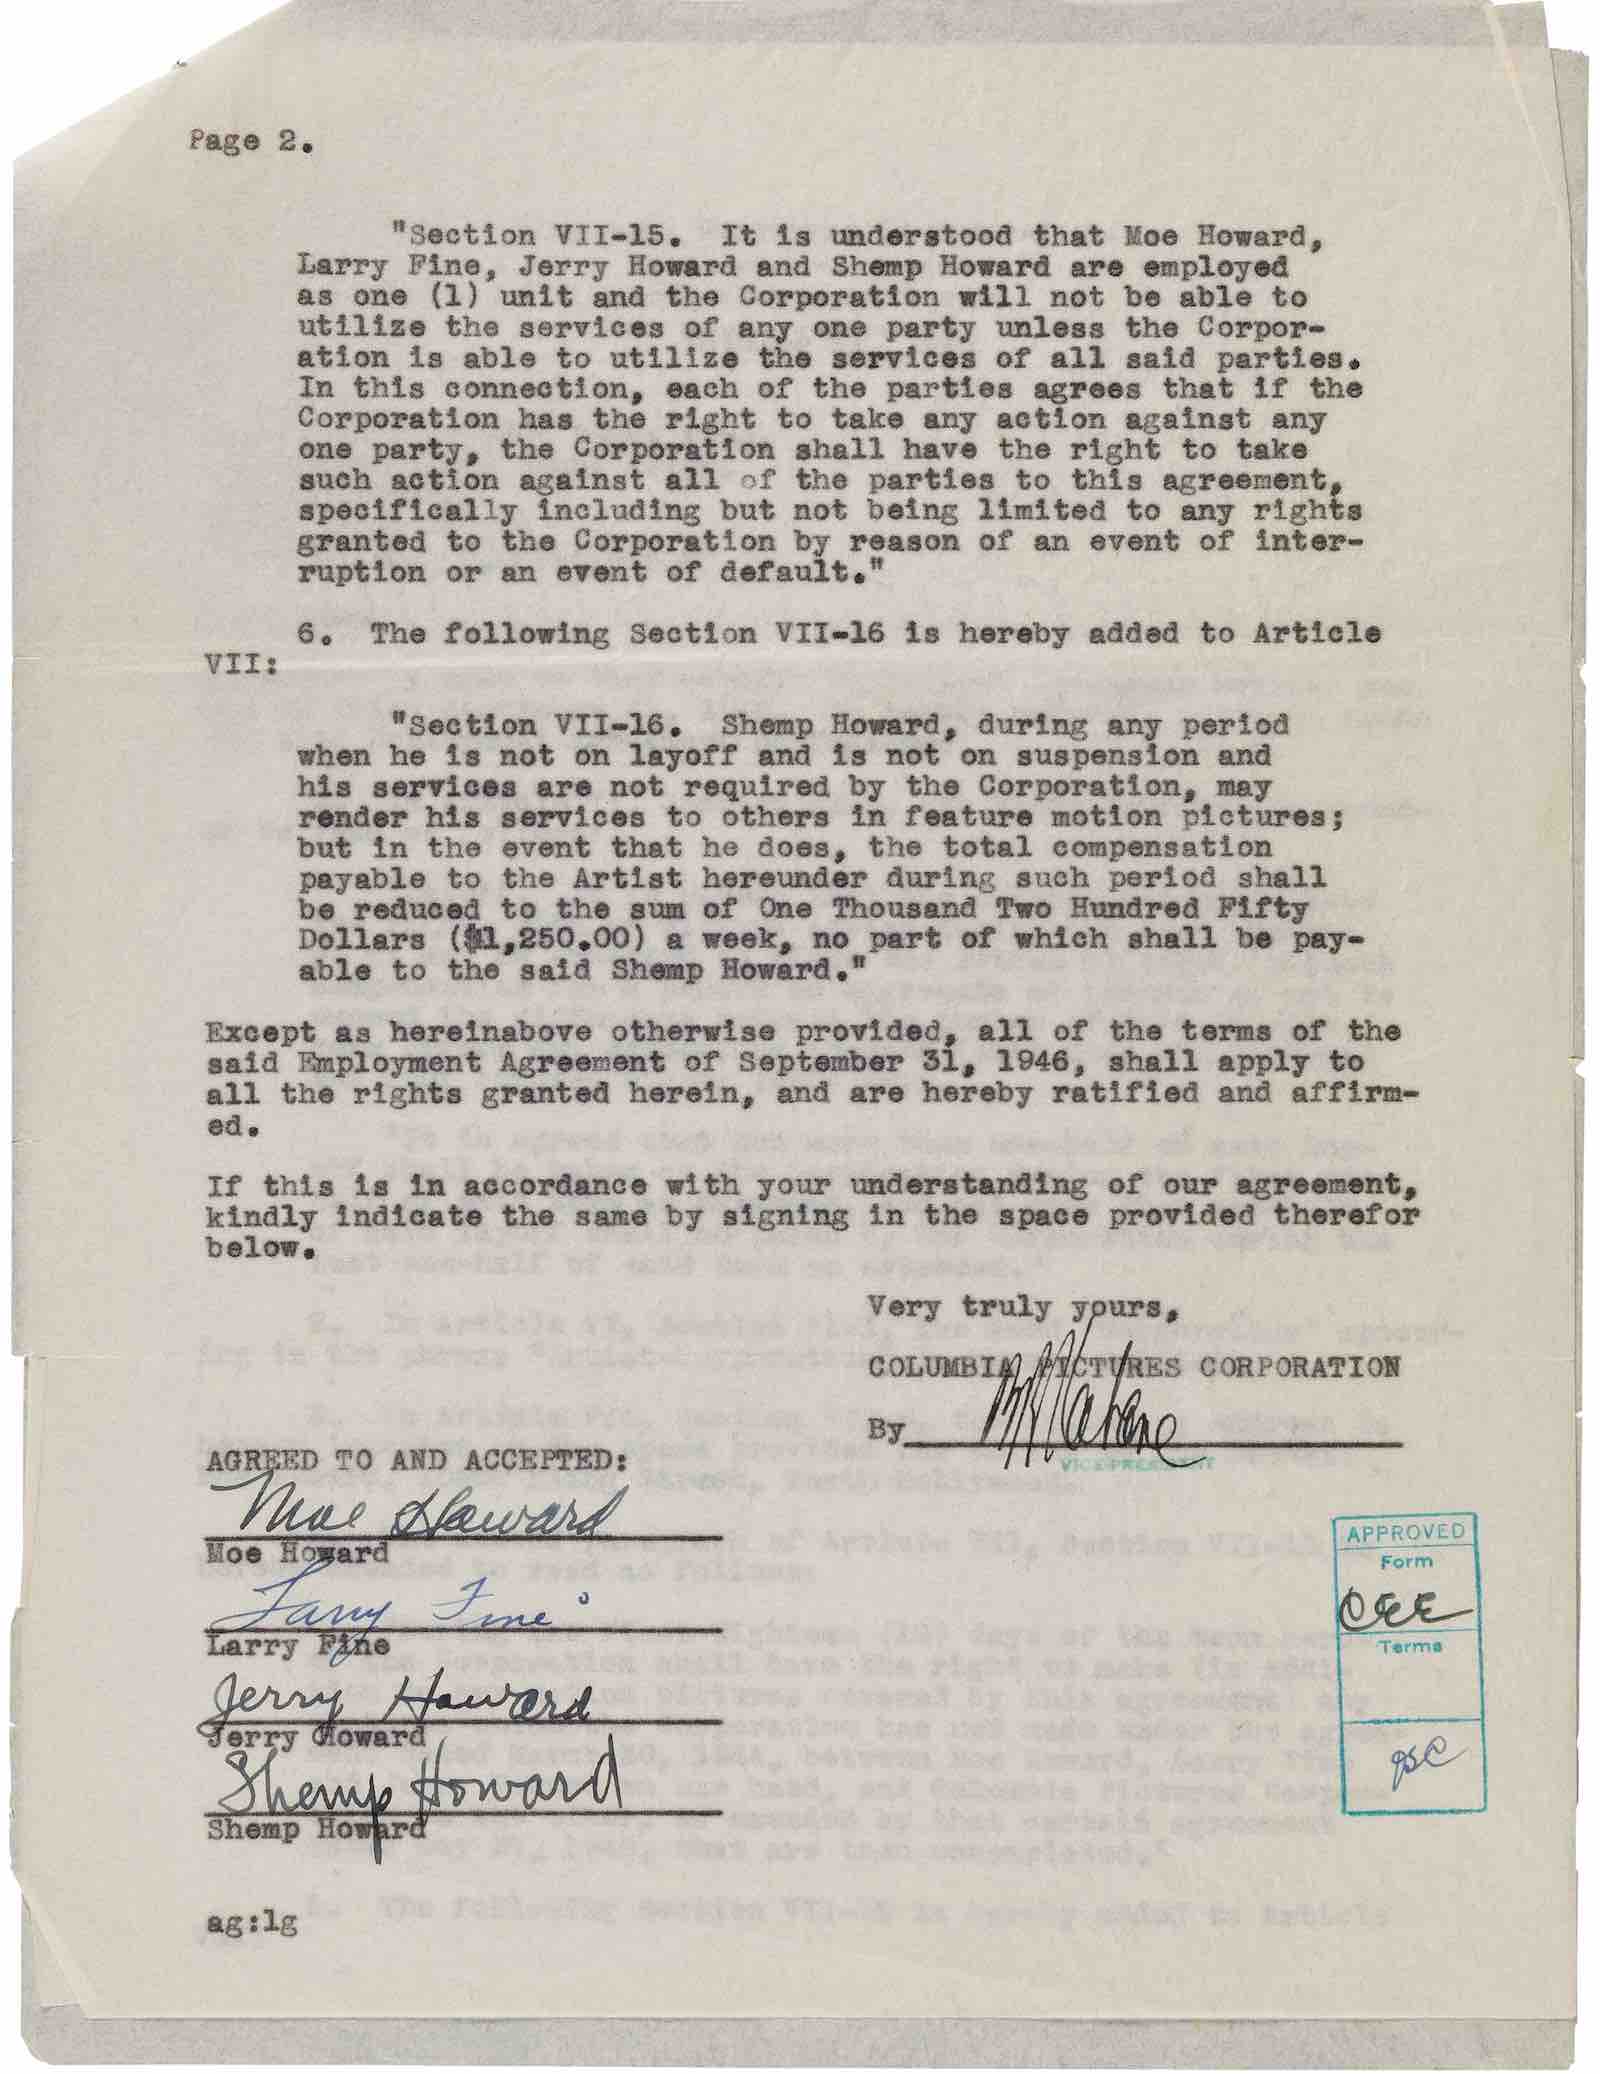 Page 2.
"Section VII-15. It is understood that Moe Howard,
Larry Fine, Jerry Howard and Shemp Howard are employed
as one (1) unit and the Corporation will not be able to
utilize the services of any one party unless the Corpor-
ation is able to utilize the services of all said parties.
In this connection, each of the parties agrees that if the
Corporation has the right to take any action against any
one party, the Corporation shall have the right to take
such action against all of the parties to this agreement,
specifically including but not being limited to any rights
granted to the Corporation by reason of an event of inter-
ruption or an event of default."
6. The following Section VII-16 is hereby added to Article
VII:
"Section VII-16. Shemp Howard, during any period
when he is not on layoff and is not on suspension and
his services are not required by the Corporation, may
render his services to others in feature motion pictures;
but in the event that he does, the total compensation
payable to the Artist hereunder during such period shall
be reduced to the sum of One Thousand Two Hundred Fifty
Dollars ($1,250.00) a week, no part of which shall be pay-
able to the said Shemp Howard."
Except as hereinabove otherwise provided, all of the terms of the
said Employment Agreement of September 31, 1946, shall apply to
all the rights granted herein, and are hereby ratified and affirm-
ed.
If this is in accordance with your understanding of our agreement,
kindly indicate the same by signing in the space provided therefor
below.
Very truly yours,
COLUMBIA PICTURES CORPORATION
By
VICE-PRESIDENT
AGREED TO AND ACCEPTED:
Moe Howard
Moe Howard
Larry Fine
Larry Fine
Jerry Howard
Jerry Howard
Shemp Howard
Shemp Howard
APPROVED
Form
Terms
ag:lg